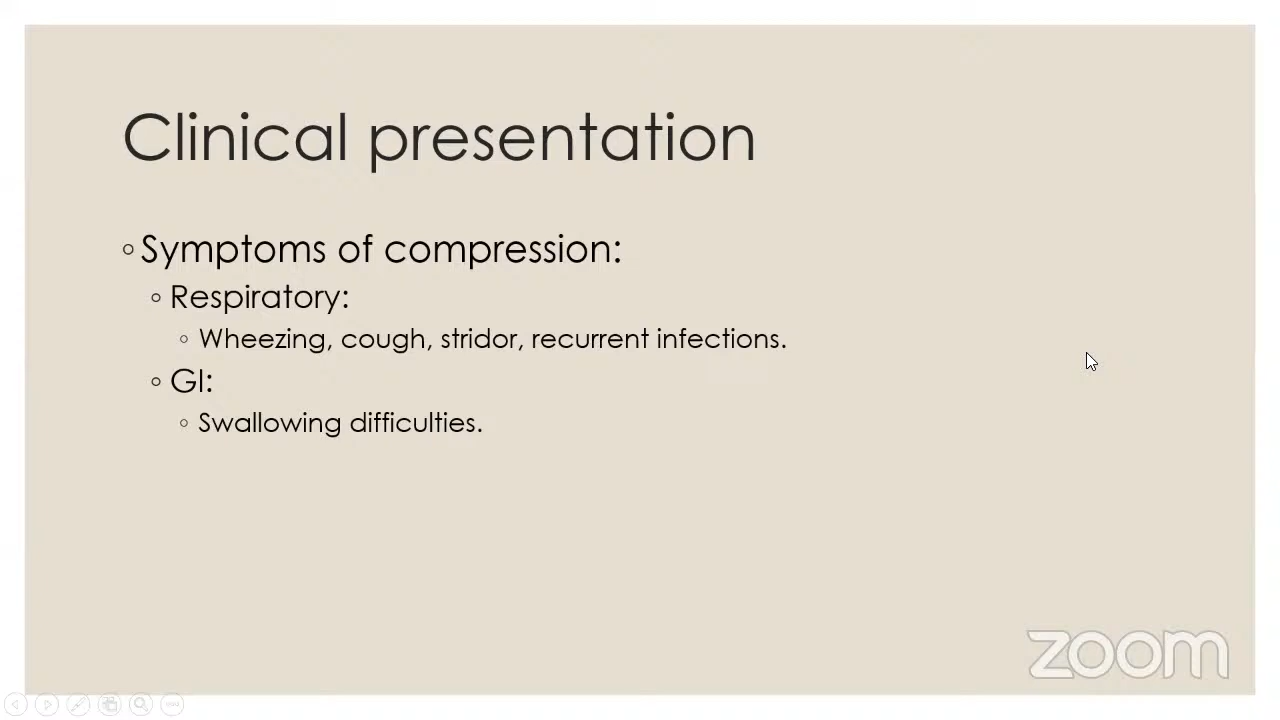 Clinical presentation
◦ Symptoms of compression:
◦ Respiratory:
◦ Wheezing, cough, stridor, recurrent infections.
◦ GI:
◦ Swallowing difficulties.
zoom